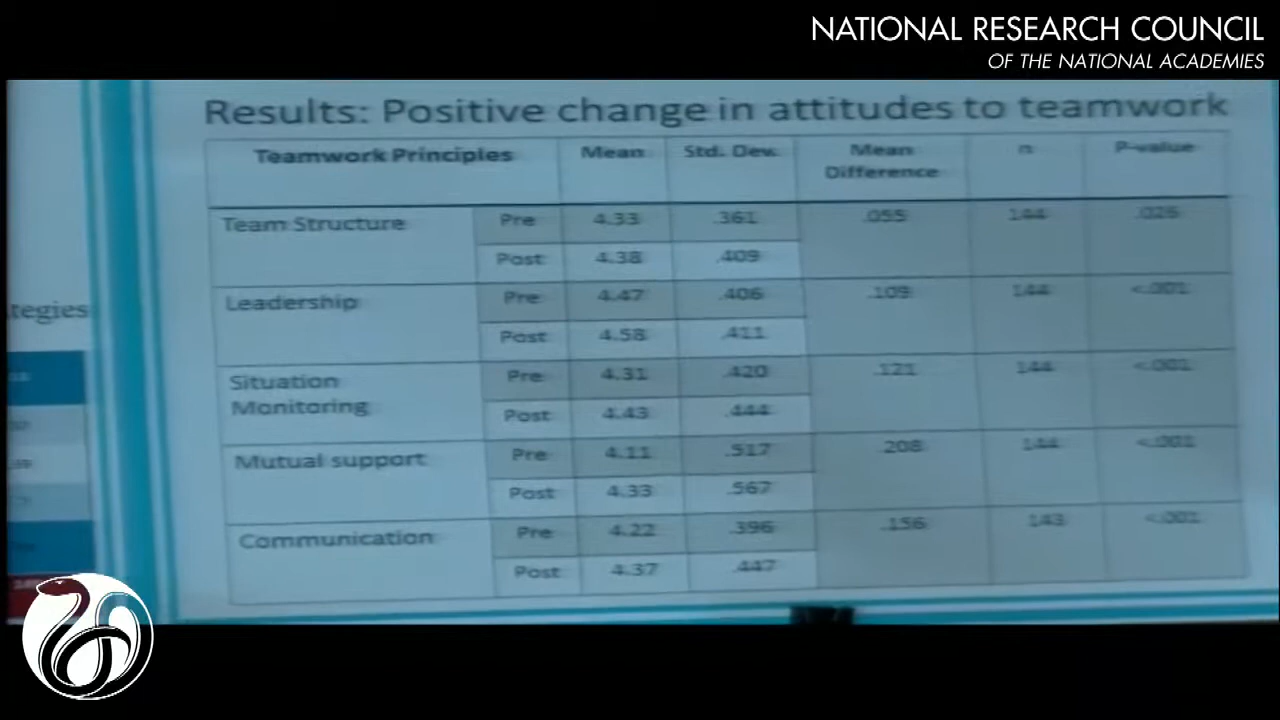 NATIONAL RESEARCH COUNCIL
OF THE NATIONAL ACADEMIES
Results: Positive change in attitudes to teamwork
Teamwork Principles Mean Std. Dev. Mean Difference n P-value
Team Structure Pre 4.33 .361 .055 144 .026
Post 4.38 .409
Leadership Pre 4.47 .406 .109 144 <.001
Post 4.58 .411
Situation Monitoring Pre 4.31 .420 .121 144 <.001
Post 4.43 .444
Mutual support Pre 4.11 .517 .208 144 <.001
Post 4.33 .567
Communication Pre 4.22 .396 .156 143 <.001
Post 4.37 .447
tegies